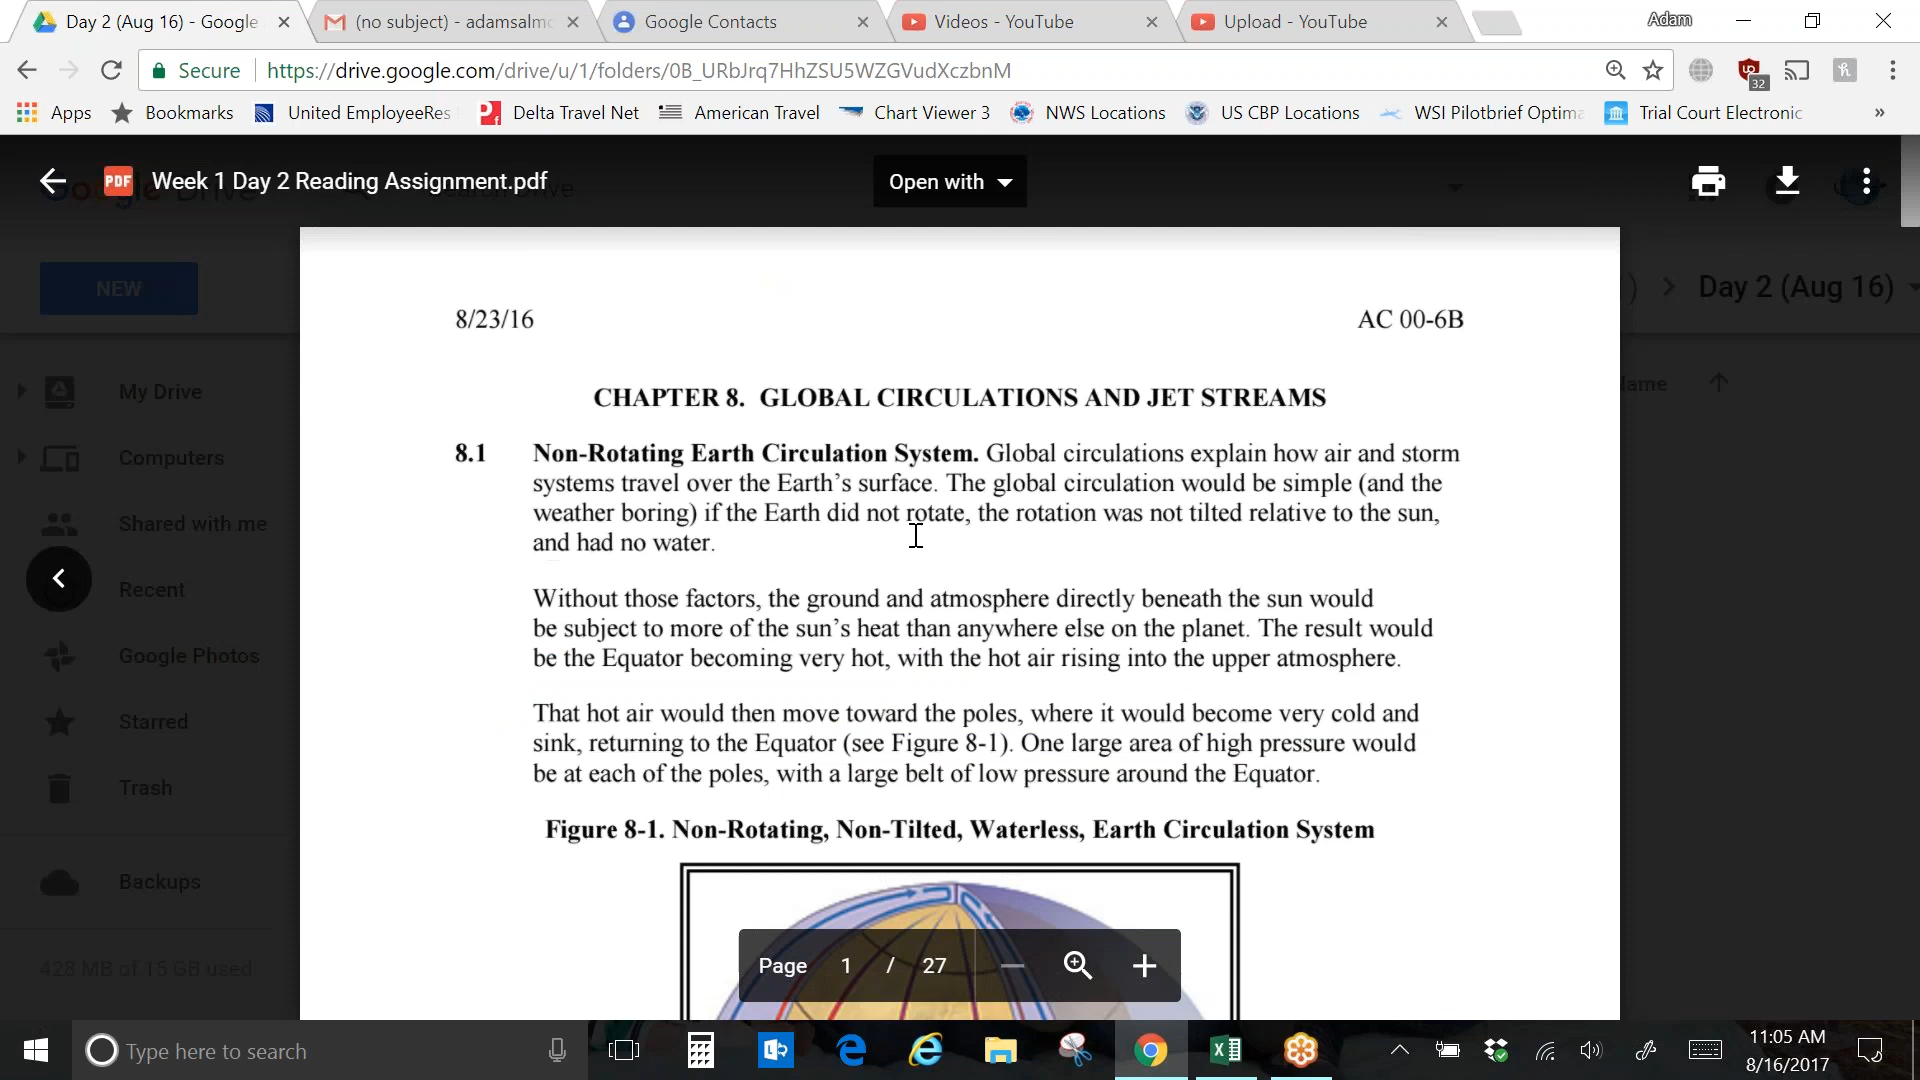 Day 2 (Aug 16) - Google
(no subject) - adamsalmo
Google Contacts
Videos - YouTube
Upload - YouTube
Adam
Secure
https://drive.google.com/drive/u/1/folders/0B_URbJrq7HhZSU5WZGVudXczbnM
32
Apps
Bookmarks
United EmployeeRes
Delta Travel Net
American Travel
Chart Viewer 3
NWS Locations
US CBP Locations
WSI Pilotbrief Optima
Trial Court Electronic
»
PDF
Week 1 Day 2 Reading Assignment.pdf
Open with
NEW
Day 2 (Aug 16)
My Drive
Computers
Shared with me
Recent
Google Photos
Starred
Trash
Backups
428 MB of 15 GB used
Name
8/23/16
AC 00-6B
CHAPTER 8. GLOBAL CIRCULATIONS AND JET STREAMS
8.1 Non-Rotating Earth Circulation System. Global circulations explain how air and storm
systems travel over the Earth's surface. The global circulation would be simple (and the
weather boring) if the Earth did not rotate, the rotation was not tilted relative to the sun,
and had no water.
Without those factors, the ground and atmosphere directly beneath the sun would
be subject to more of the sun's heat than anywhere else on the planet. The result would
be the Equator becoming very hot, with the hot air rising into the upper atmosphere.
That hot air would then move toward the poles, where it would become very cold and
sink, returning to the Equator (see Figure 8-1). One large area of high pressure would
be at each of the poles, with a large belt of low pressure around the Equator.
Figure 8-1. Non-Rotating, Non-Tilted, Waterless, Earth Circulation System
Page 1 / 27
Type here to search
11:05 AM
8/16/2017